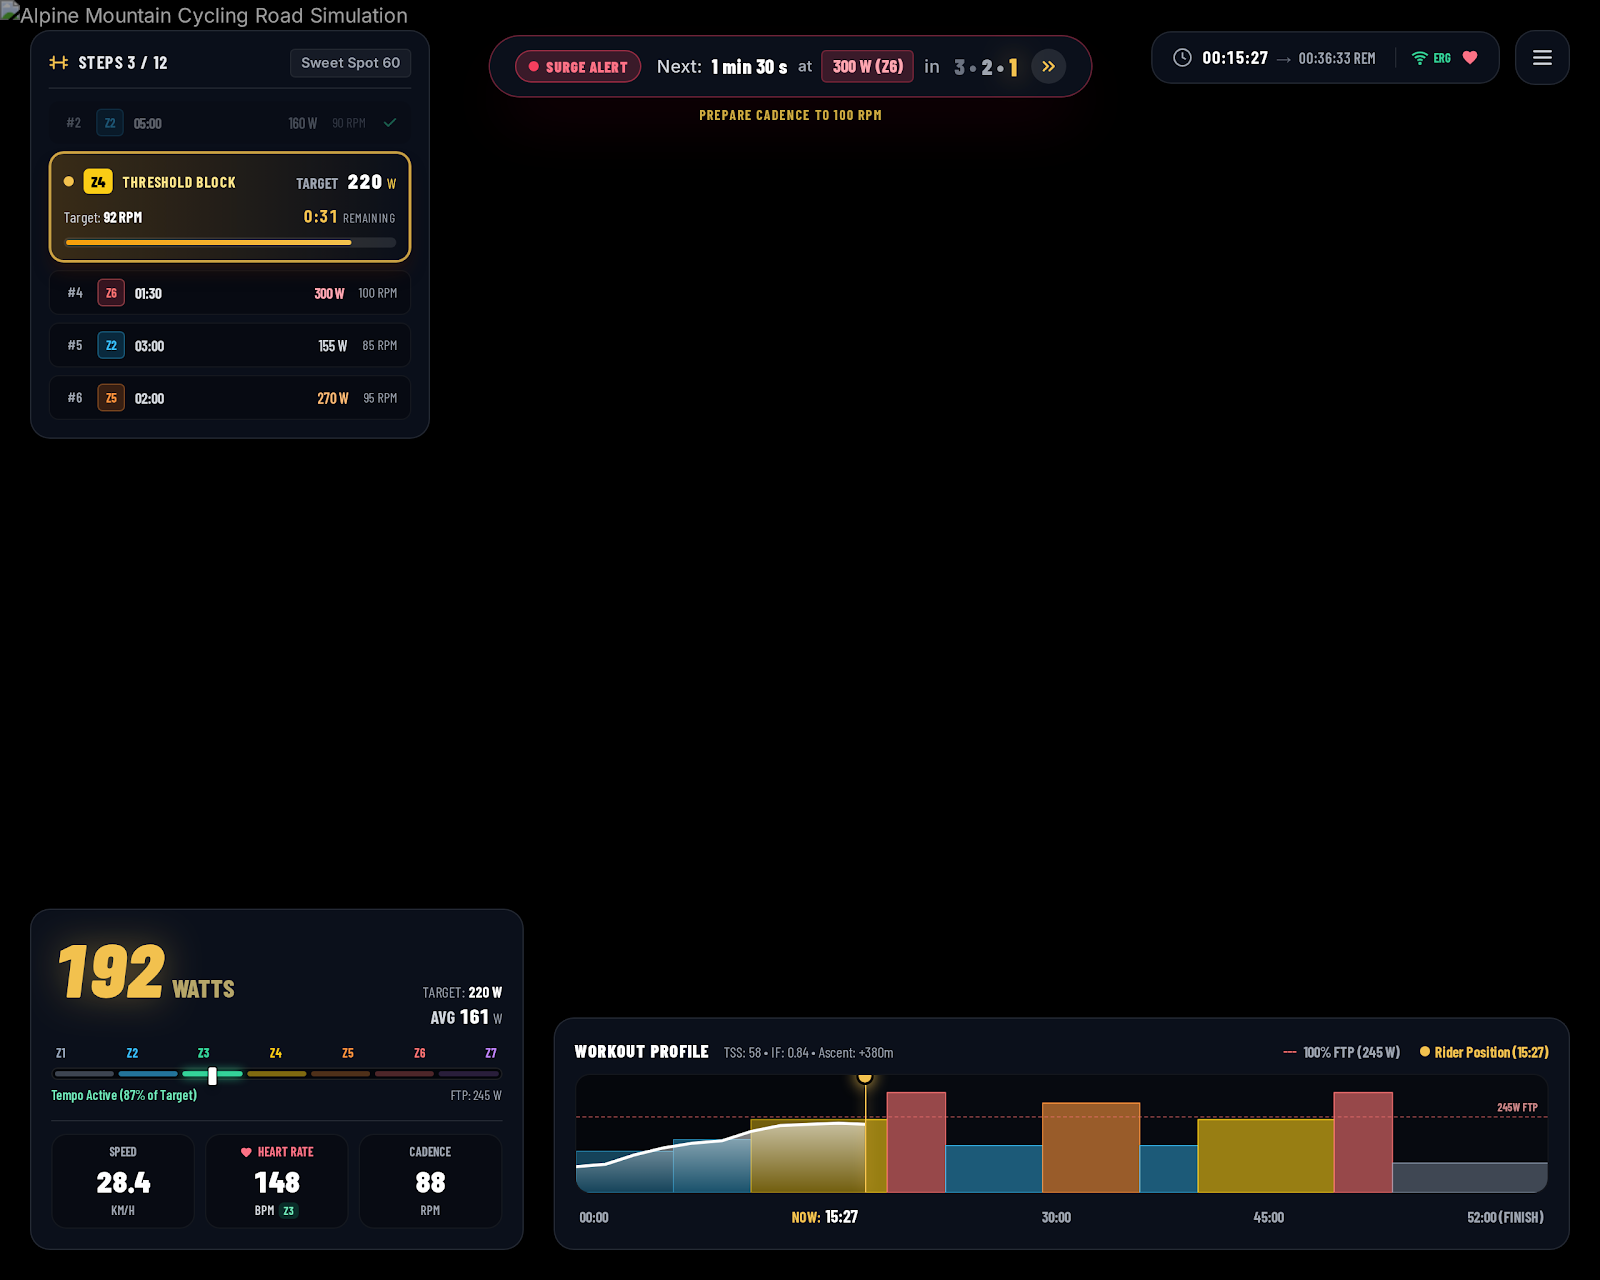 Alpine Mountain Cycling Road Simulation
STEPS 3 / 12
Sweet Spot 60
#2 Z2 05:00 160 W 90 RPM
Z4 THRESHOLD BLOCK TARGET 220 W
Target: 92 RPM 0:31 REMAINING
#4 Z6 01:30 300 W 100 RPM
#5 Z2 03:00 155 W 85 RPM
#6 Z5 02:00 270 W 95 RPM
SURGE ALERT Next: 1 min 30 s at 300 W (Z6) in 3 • 2 • 1
PREPARE CADENCE TO 100 RPM
00:15:27 → 00:36:33 REM ERG
192 WATTS
TARGET: 220 W
AVG 161 W
Z1 Z2 Z3 Z4 Z5 Z6 Z7
Tempo Active (87% of Target) FTP: 245 W
SPEED
28.4
KM/H
HEART RATE
148
BPM Z3
CADENCE
88
RPM
WORKOUT PROFILE TSS: 58 • IF: 0.84 • Ascent: +380m
100% FTP (245 W) Rider Position (15:27)
245W FTP
00:00 NOW: 15:27 30:00 45:00 52:00 (FINISH)